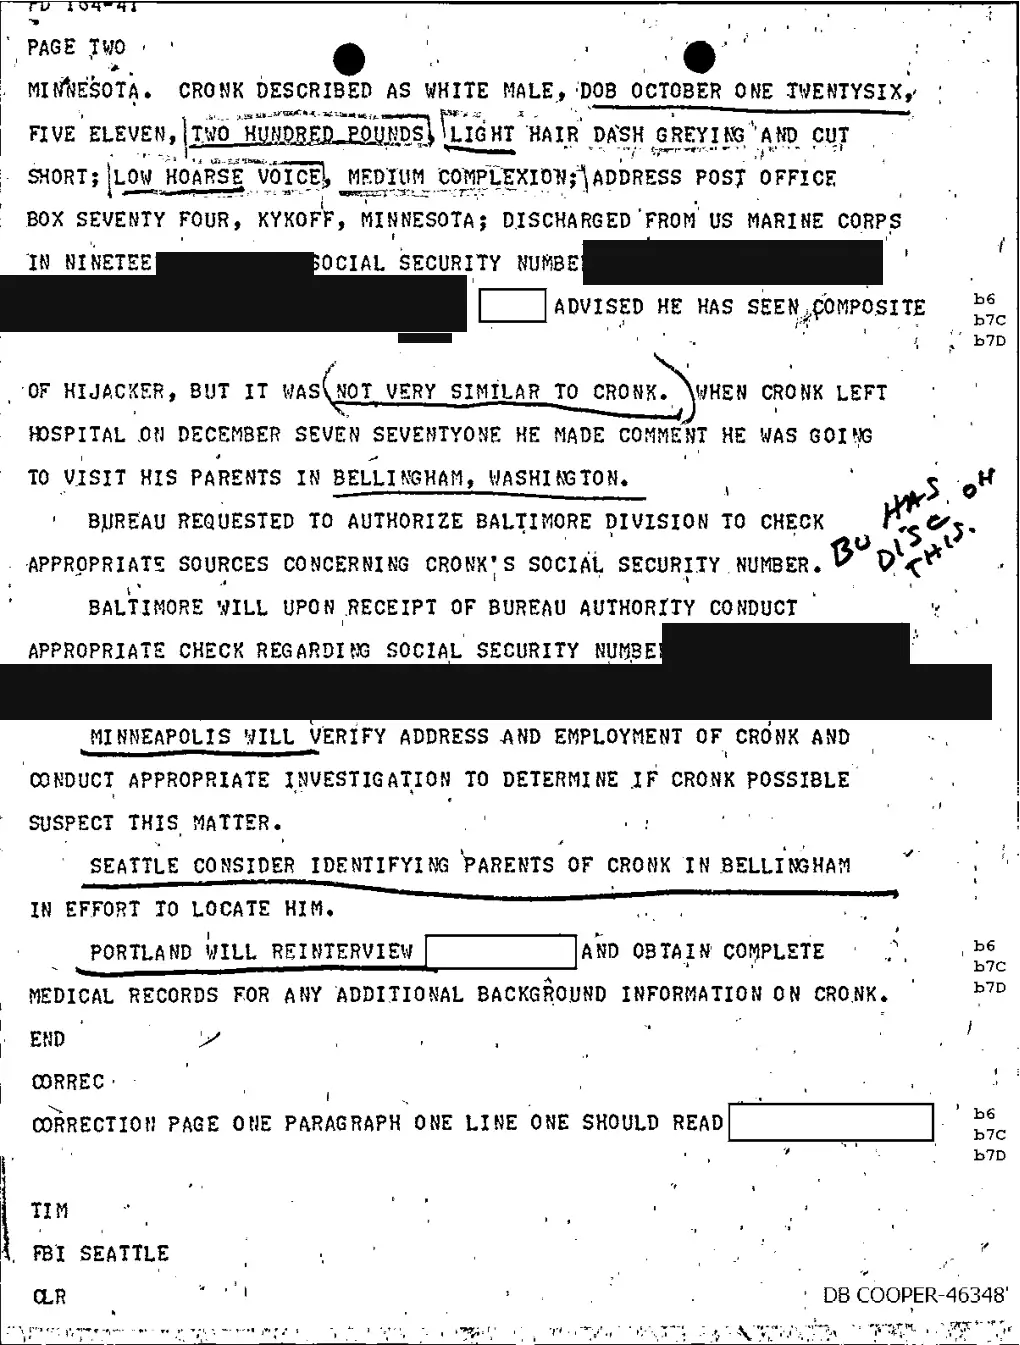 PD 164-41
PAGE TWO
MINNESOTA. CRONK DESCRIBED AS WHITE MALE, DOB OCTOBER ONE TWENTYSIX,
FIVE ELEVEN, TWO HUNDRED POUNDS, LIGHT HAIR DASH GREYING AND CUT
SHORT; LOW HOARSE VOICE, MEDIUM COMPLEXION; ADDRESS POST OFFICE
BOX SEVENTY FOUR, KYKOFF, MINNESOTA; DISCHARGED FROM US MARINE CORPS
IN NINETEE SOCIAL SECURITY NUMBE
ADVISED HE HAS SEEN COMPOSITE
b6
b7C
b7D
OF HIJACKER, BUT IT WAS NOT VERY SIMILAR TO CRONK. WHEN CRONK LEFT
HOSPITAL ON DECEMBER SEVEN SEVENTYONE HE MADE COMMENT HE WAS GOING
TO VISIT HIS PARENTS IN BELLINGHAM, WASHINGTON.
BUREAU REQUESTED TO AUTHORIZE BALTIMORE DIVISION TO CHECK
APPROPRIATE SOURCES CONCERNING CRONK'S SOCIAL SECURITY NUMBER.
BU HAS OH
DISC
THIS.
BALTIMORE WILL UPON RECEIPT OF BUREAU AUTHORITY CONDUCT
APPROPRIATE CHECK REGARDING SOCIAL SECURITY NUMBE
MINNEAPOLIS WILL VERIFY ADDRESS AND EMPLOYMENT OF CRONK AND
CONDUCT APPROPRIATE INVESTIGATION TO DETERMINE IF CRONK POSSIBLE
SUSPECT THIS MATTER.
SEATTLE CONSIDER IDENTIFYING PARENTS OF CRONK IN BELLINGHAM
IN EFFORT TO LOCATE HIM.
PORTLAND WILL REINTERVIEW AND OBTAIN COMPLETE
b6
b7C
b7D
MEDICAL RECORDS FOR ANY ADDITIONAL BACKGROUND INFORMATION ON CRONK.
END
CORREC
CORRECTION PAGE ONE PARAGRAPH ONE LINE ONE SHOULD READ
b6
b7C
b7D
TIM
FBI SEATTLE
CLR
DB COOPER-46348